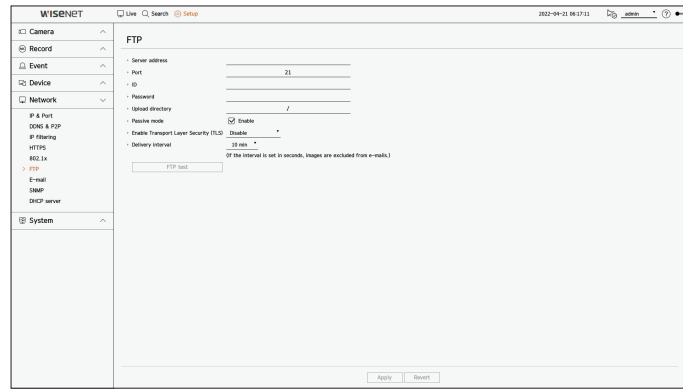 WISENET
Live Search Setup
2022-04-21 06:17:11 admin ?
Camera
Record
Event
Device
Network
IP & Port
DDNS & P2P
IP filtering
HTTPS
802.1x
> FTP
E-mail
SNMP
DHCP server
System
FTP
• Server address
• Port 21
• ID
• Password
• Upload directory /
• Passive mode Enable
• Enable Transport Layer Security (TLS) Disable
• Delivery interval 10 min
(If the interval is set in seconds, images are excluded from e-mails.)
FTP test
Apply Revert